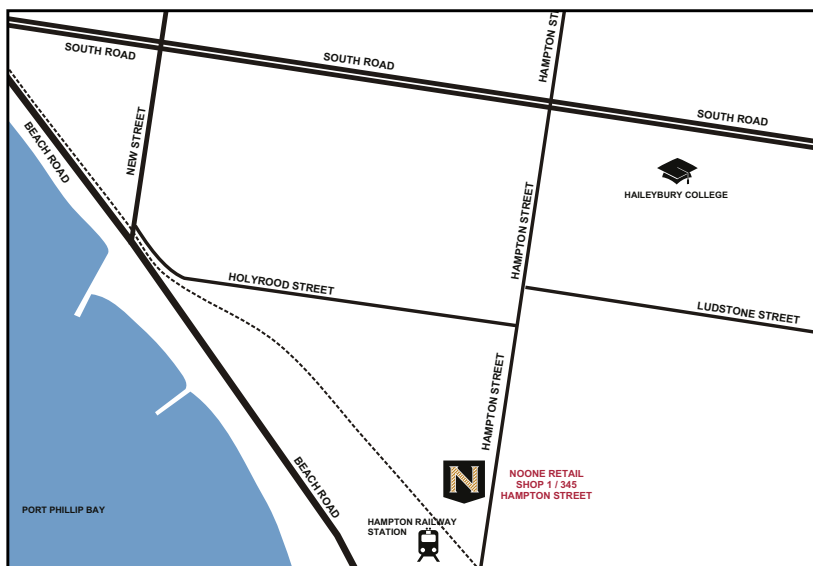 HAMPTON ST
SOUTH ROAD
SOUTH ROAD
SOUTH ROAD
BEACH ROAD
NEW STREET
HAILEYBURY COLLEGE
HAMPTON STREET
HOLYROOD STREET
LUDSTONE STREET
HAMPTON STREET
N
NOONE RETAIL
SHOP 1 / 345
HAMPTON STREET
BEACH ROAD
PORT PHILLIP BAY
HAMPTON RAILWAY
STATION